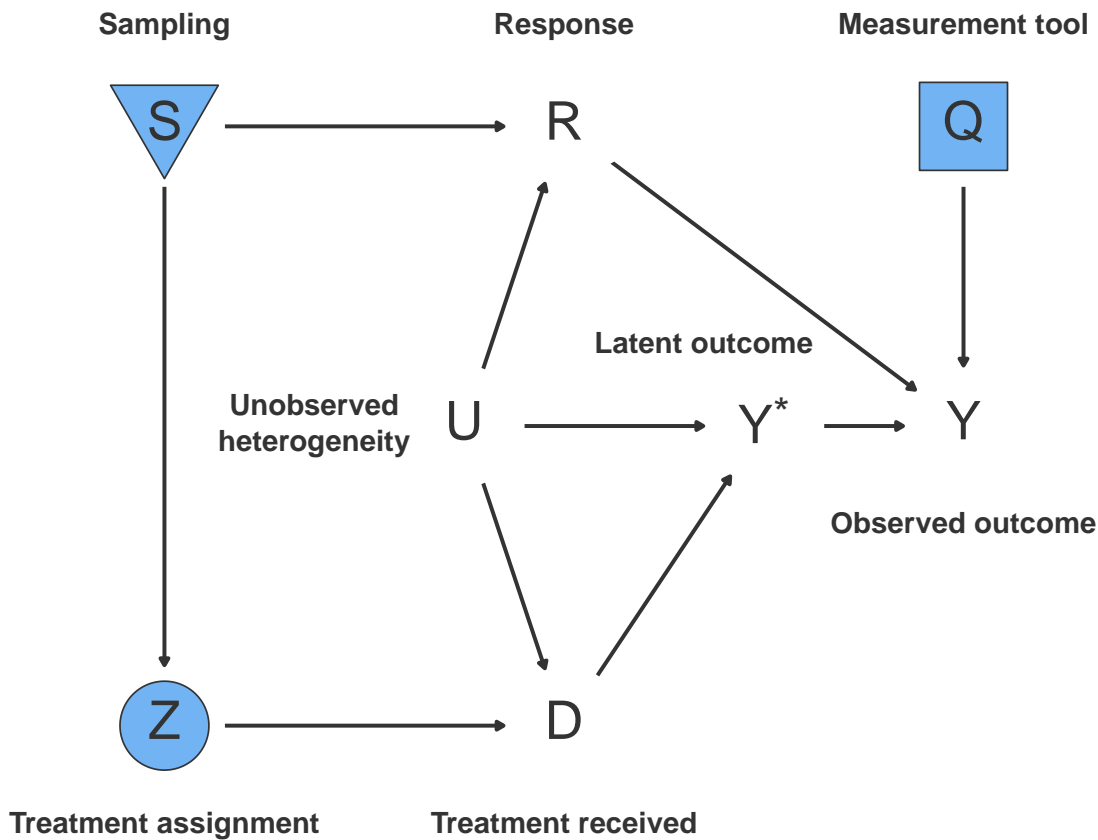 Sampling
Response
Measurement tool
S
R
Q
Latent outcome
Unobserved
heterogeneity
U
Y*
Y
Observed outcome
Z
D
Treatment assignment
Treatment received